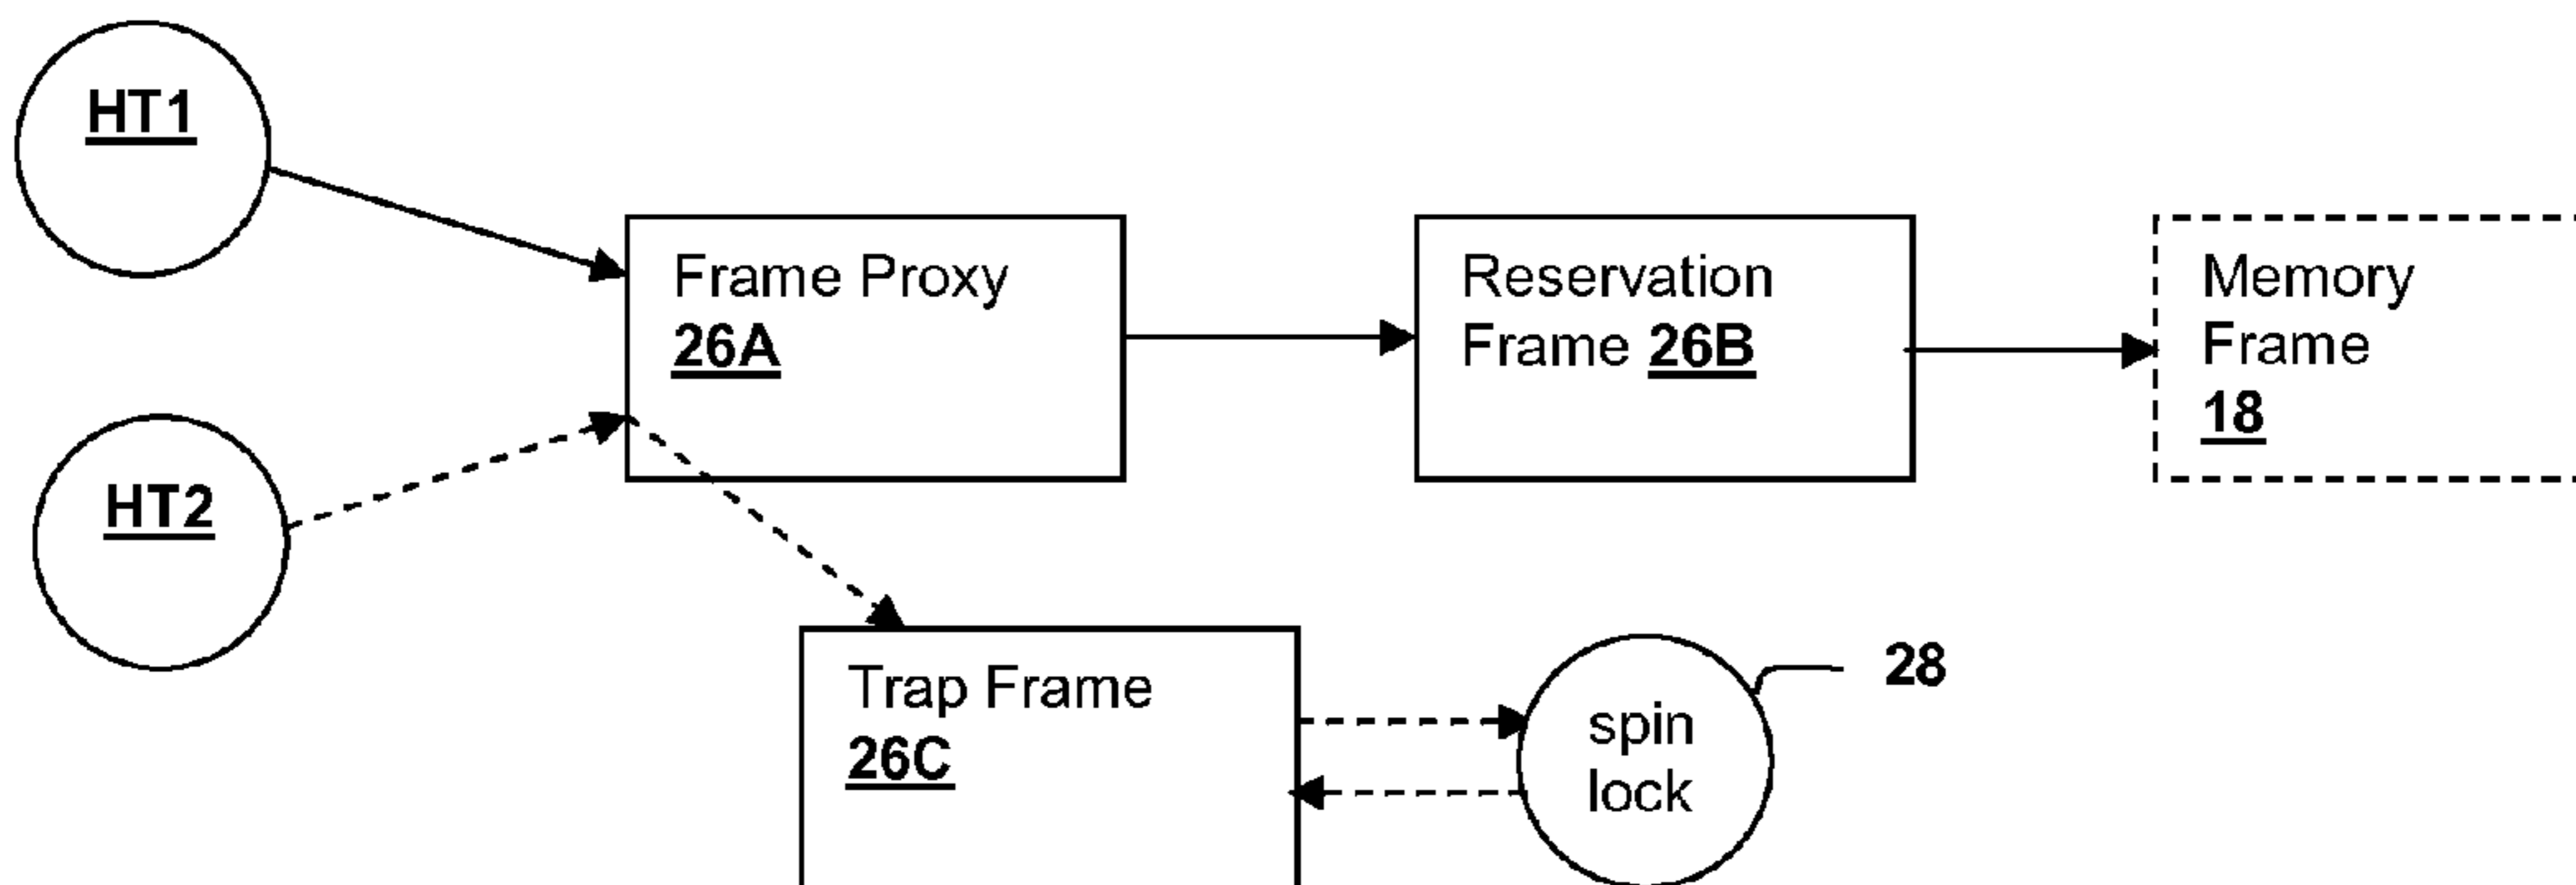 HT1
Frame Proxy
26A
Reservation
Frame 26B
Memory
Frame
18
HT2
Trap Frame
26C
28
spin
lock